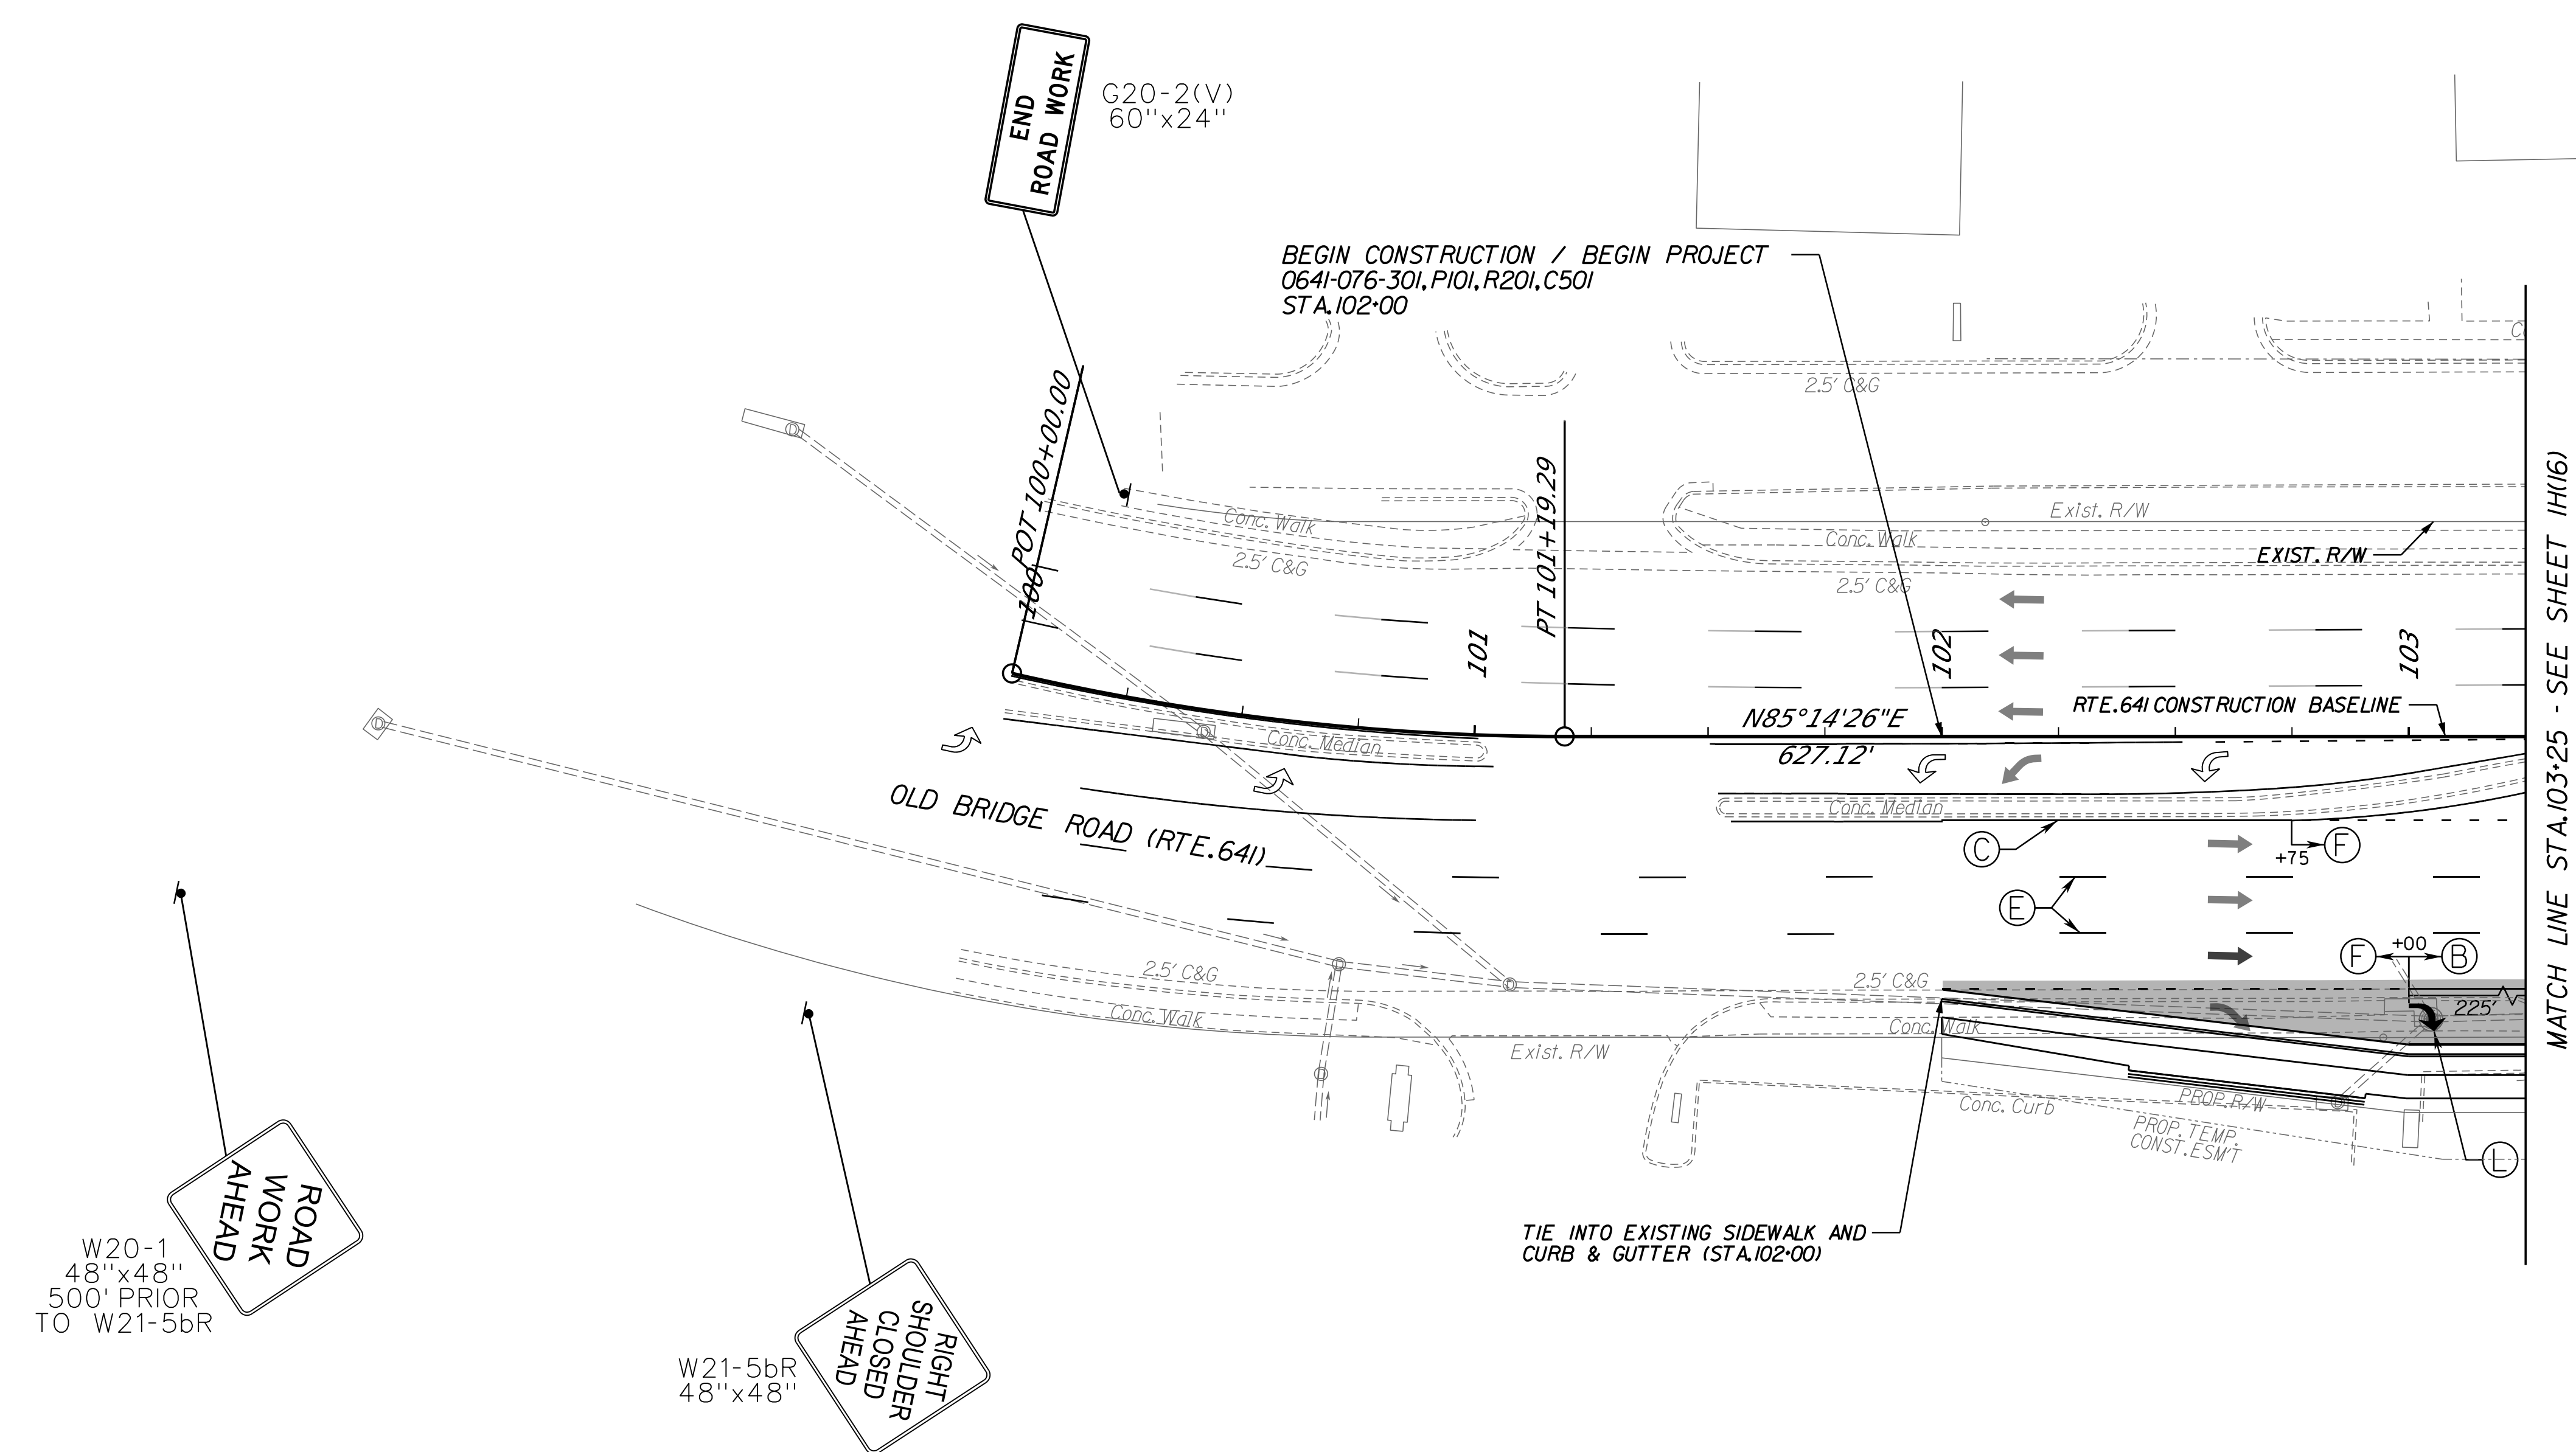 END
ROAD WORK
G20-2(V)
60"x24"
BEGIN CONSTRUCTION / BEGIN PROJECT
0641-076-301, P101, R201, C501
STA. 102+00
2.5' C&G
POT 100+00.00
100
PT 101+19.29
Conc. Walk
2.5' C&G
Exist. R/W
Conc. Walk
EXIST. R/W
2.5' C&G
101
102
103
RTE. 641 CONSTRUCTION BASELINE
N85°14'26"E
627.12'
Conc. Median
Conc. Median
OLD BRIDGE ROAD (RTE. 641)
C
+75
F
E
F
+00
B
2.5' C&G
2.5' C&G
225'
Conc. Walk
Conc. Walk
Exist. R/W
Conc. Curb
PROP. R/W
PROP. TEMP.
CONST. ESM'T
L
TIE INTO EXISTING SIDEWALK AND
CURB & GUTTER (STA. 102+00)
ROAD
WORK
AHEAD
W20-1
48"x48"
500' PRIOR
TO W21-5bR
RIGHT
SHOULDER
CLOSED
AHEAD
W21-5bR
48"x48"
MATCH LINE STA. 103+25 - SEE SHEET 1H(16)